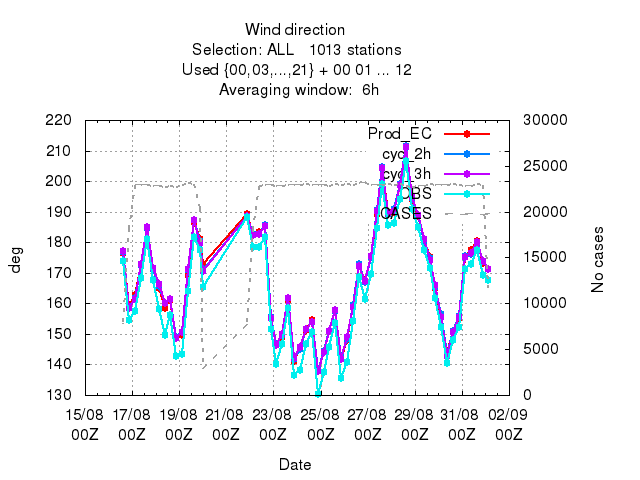 Wind direction
Selection: ALL   1013 stations
Used {00,03,...,21} + 00 01 ... 12
Averaging window:  6h
220
210
200
190
180
170
160
150
140
130
deg
30000
25000
20000
15000
10000
5000
0
No cases
Prod_EC
cyc_2h
cyc_3h
OBS
CASES
15/08 17/08 19/08 21/08 23/08 25/08 27/08 29/08 31/08 02/09
00Z 00Z 00Z 00Z 00Z 00Z 00Z 00Z 00Z 00Z
Date